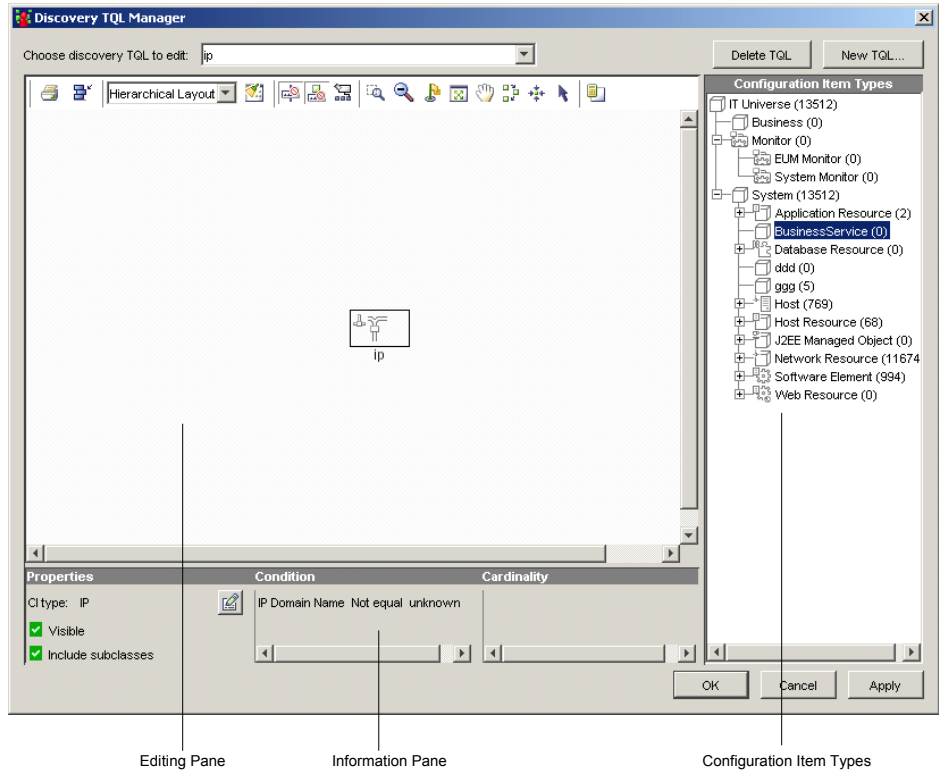 Discovery TQL Manager
Choose discovery TQL to edit: ip
Delete TQL
New TQL...
Hierarchical Layout
ip
Configuration Item Types
IT Universe (13512)
Business (0)
Monitor (0)
EUM Monitor (0)
System Monitor (0)
System (13512)
Application Resource (2)
BusinessService (0)
Database Resource (0)
ddd (0)
ggg (5)
Host (769)
Host Resource (68)
J2EE Managed Object (0)
Network Resource (11674
Software Element (994)
Web Resource (0)
Properties
CI type: IP
Visible
Include subclasses
Condition
IP Domain Name Not equal unknown
Cardinality
OK
Cancel
Apply
Editing Pane
Information Pane
Configuration Item Types